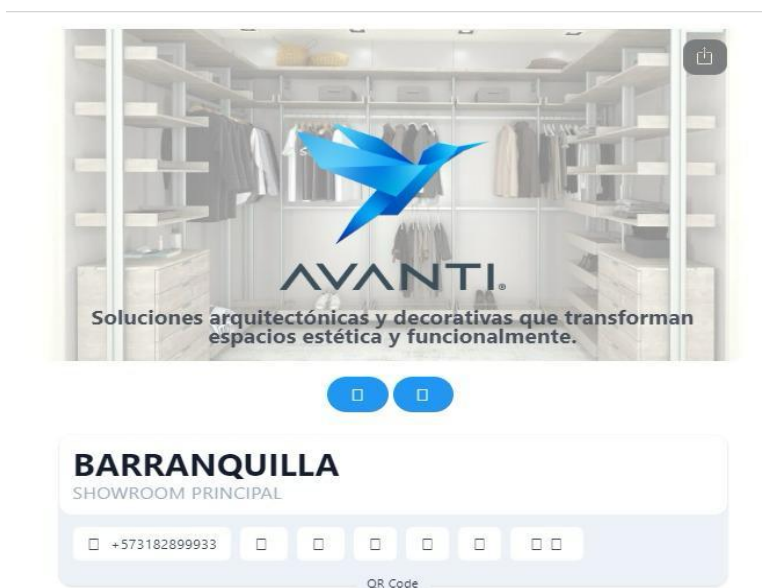 AVANTI®
Soluciones arquitectónicas y decorativas que transforman
espacios estética y funcionalmente.
BARRANQUILLA
SHOWROOM PRINCIPAL
+573182899933
QR Code